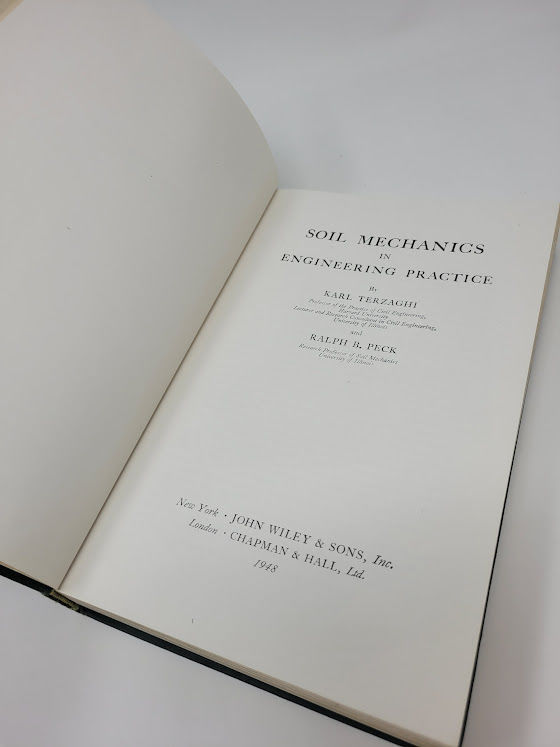 SOIL MECHANICS
IN
ENGINEERING PRACTICE
By
KARL TERZAGHI
Professor of the Practice of Civil Engineering,
Harvard University
Lecturer and Research Consultant in Civil Engineering,
University of Illinois
and
RALPH B. PECK
Research Professor of Soil Mechanics
University of Illinois
New York · JOHN WILEY & SONS, Inc.
London · CHAPMAN & HALL, Ltd.
1948